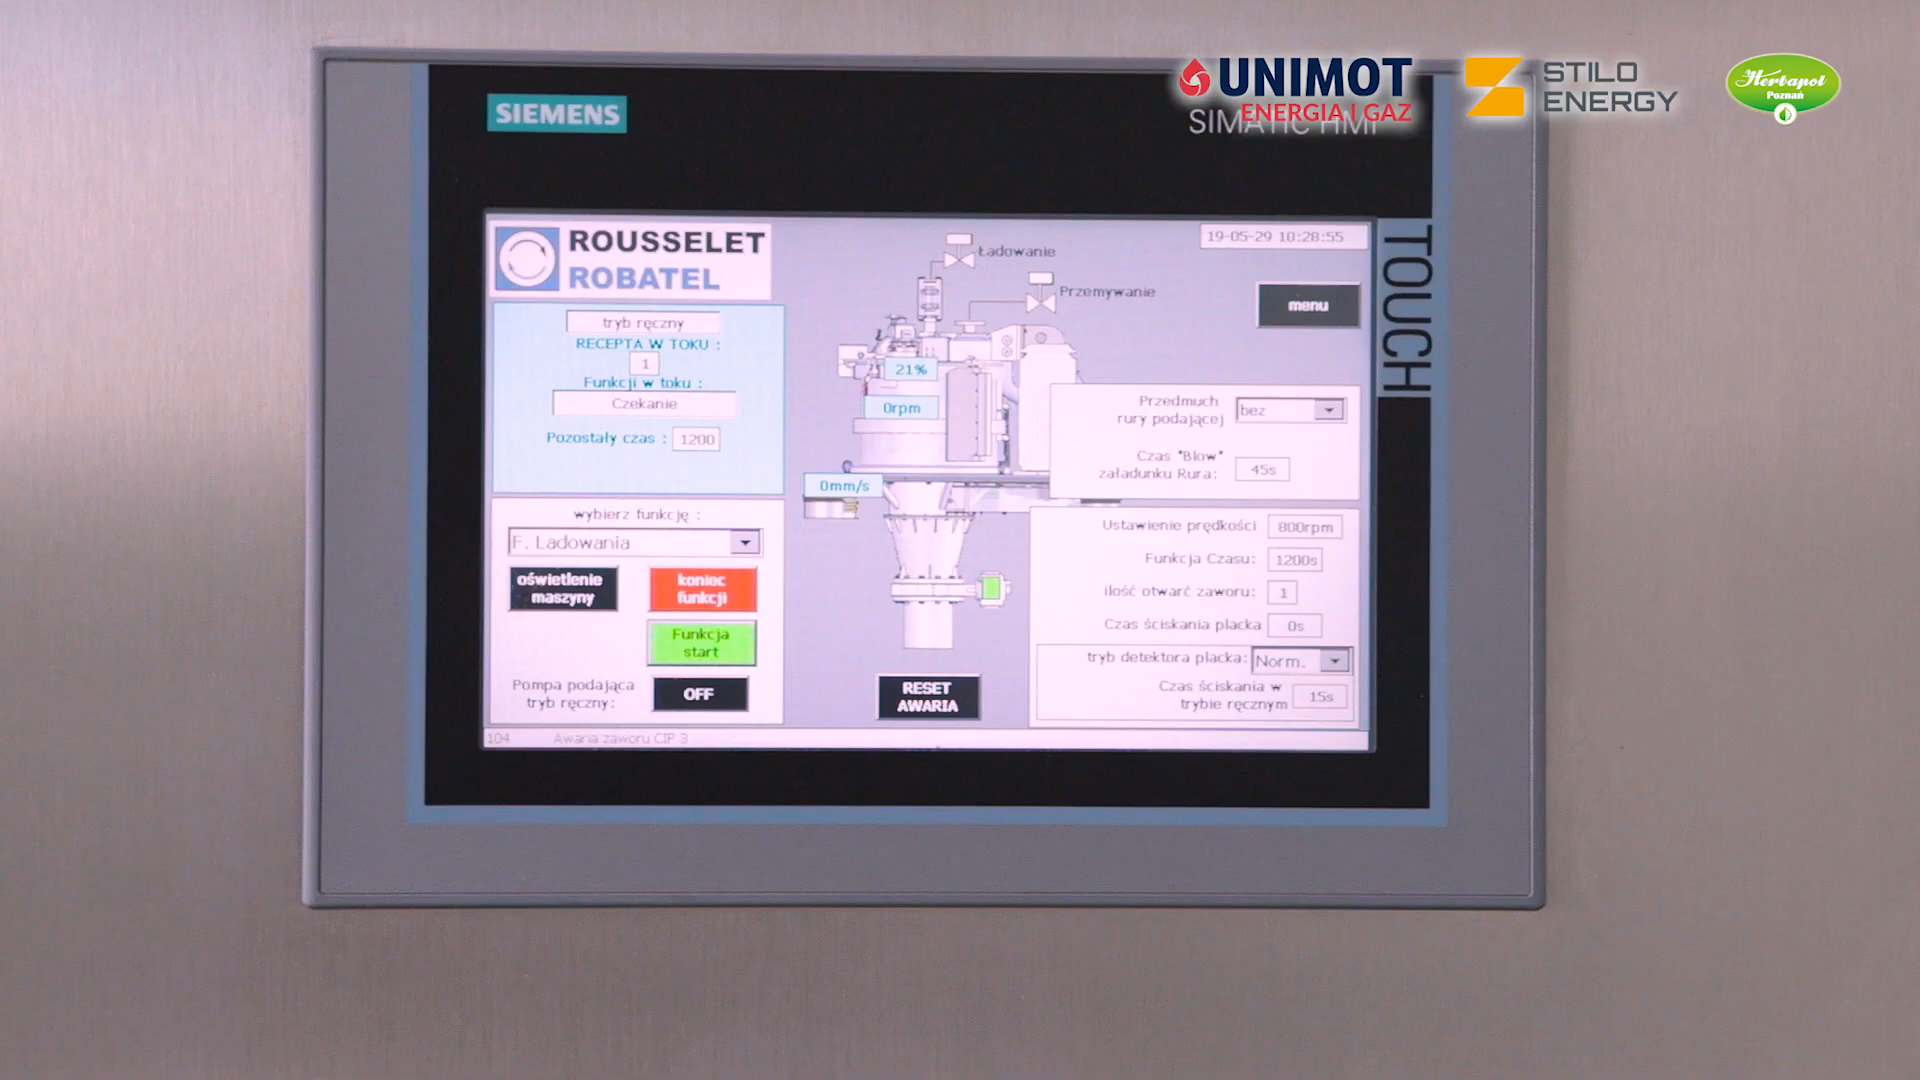 UNIMOT
ENERGIA I GAZ
STILO
ENERGY
Herbapol
Poznań
SIEMENS
SIMATIC HMI
TOUCH
ROUSSELET
ROBATEL
19-05-29 10:28:55
Ładowanie
Przemywanie
menu
tryb ręczny
RECEPTA W TOKU :
1
Funkcji w toku :
Czekanie
Pozostały czas : 1200
21%
0rpm
0mm/s
Przedmuch
rury podającej bez
Czas "Blow"
załadunku Rura: 45s
wybierz funkcję :
F. Ladowania
oświetlenie
maszyny
koniec
funkcji
Funkcja
start
Pompa podająca
tryb ręczny: OFF
RESET
AWARIA
Ustawienie prędkości 800rpm
Funkcja Czasu: 1200s
ilość otwarć zaworu: 1
Czas ściskania placka 0s
tryb detektora placka: Norm.
Czas ściskania w
trybie ręcznym 15s
104 Awaria zaworu CIP 3